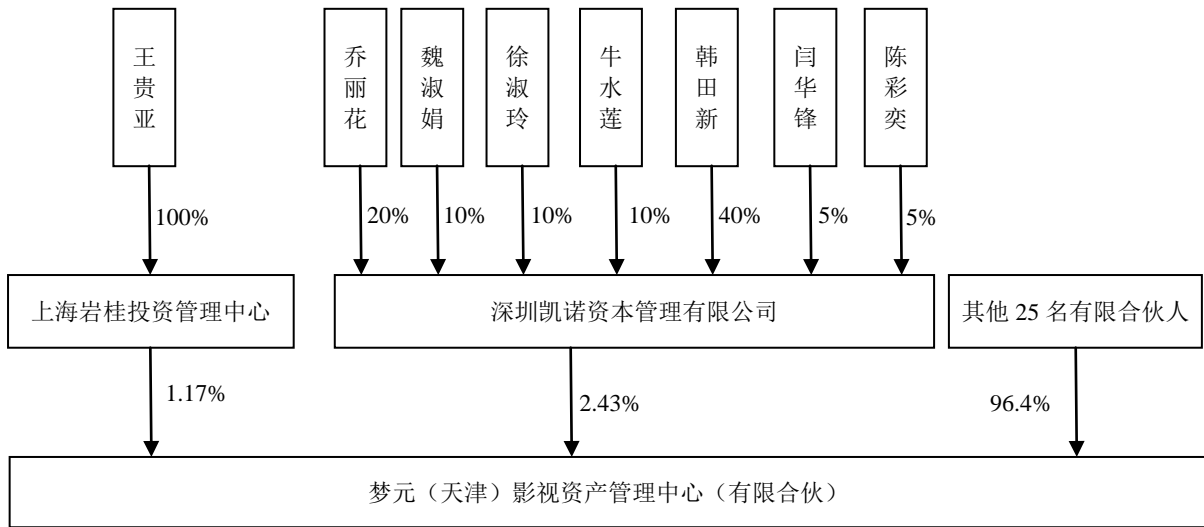 王贵亚
乔丽花
魏淑娟
徐淑玲
牛水莲
韩田新
闫华锋
陈彩奕
100%
20%
10%
10%
10%
40%
5%
5%
上海岩桂投资管理中心
深圳凯诺资本管理有限公司
其他 25 名有限合伙人
1.17%
2.43%
96.4%
梦元（天津）影视资产管理中心（有限合伙）